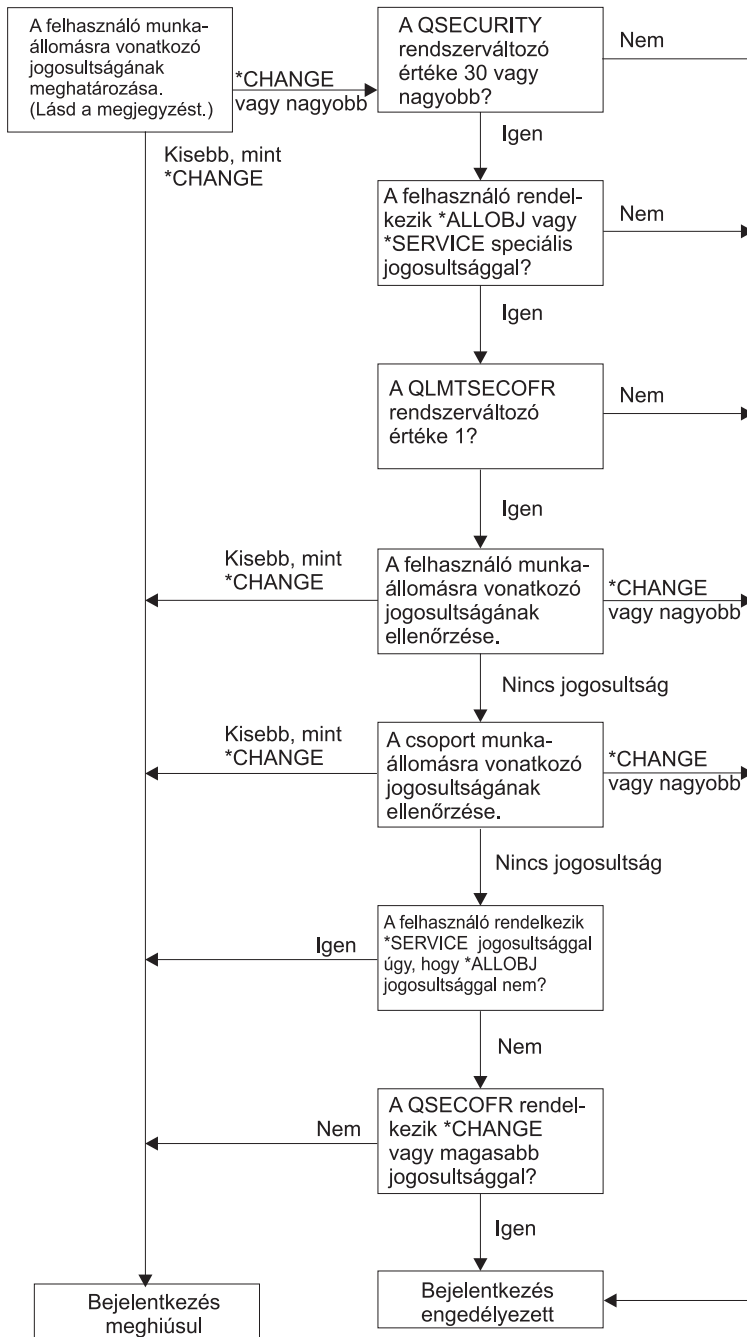 A felhasználó munka-
állomásra vonatkozó
jogosultságának
meghatározása.
(Lásd a megjegyzést.)
*CHANGE
vagy nagyobb
A QSECURITY
rendszerváltozó
értéke 30 vagy
nagyobb?
Nem
Kisebb, mint
*CHANGE
Igen
A felhasználó rendel-
kezik *ALLOBJ vagy
*SERVICE speciális
jogosultsággal?
Nem
Igen
A QLMTSECOFR
rendszerváltozó
értéke 1?
Nem
Igen
Kisebb, mint
*CHANGE
A felhasználó munka-
állomásra vonatkozó
jogosultságának
ellenőrzése.
*CHANGE
vagy nagyobb
Nincs jogosultság
Kisebb, mint
*CHANGE
A csoport munka-
állomásra vonatkozó
jogosultságának
ellenőrzése.
*CHANGE
vagy nagyobb
Nincs jogosultság
Igen
A felhasználó rendelkezik
*SERVICE jogosultsággal
úgy, hogy *ALLOBJ
jogosultsággal nem?
Nem
Nem
A QSECOFR rendel-
kezik *CHANGE
vagy magasabb
jogosultsággal?
Igen
Bejelentkezés
meghiúsul
Bejelentkezés
engedélyezett